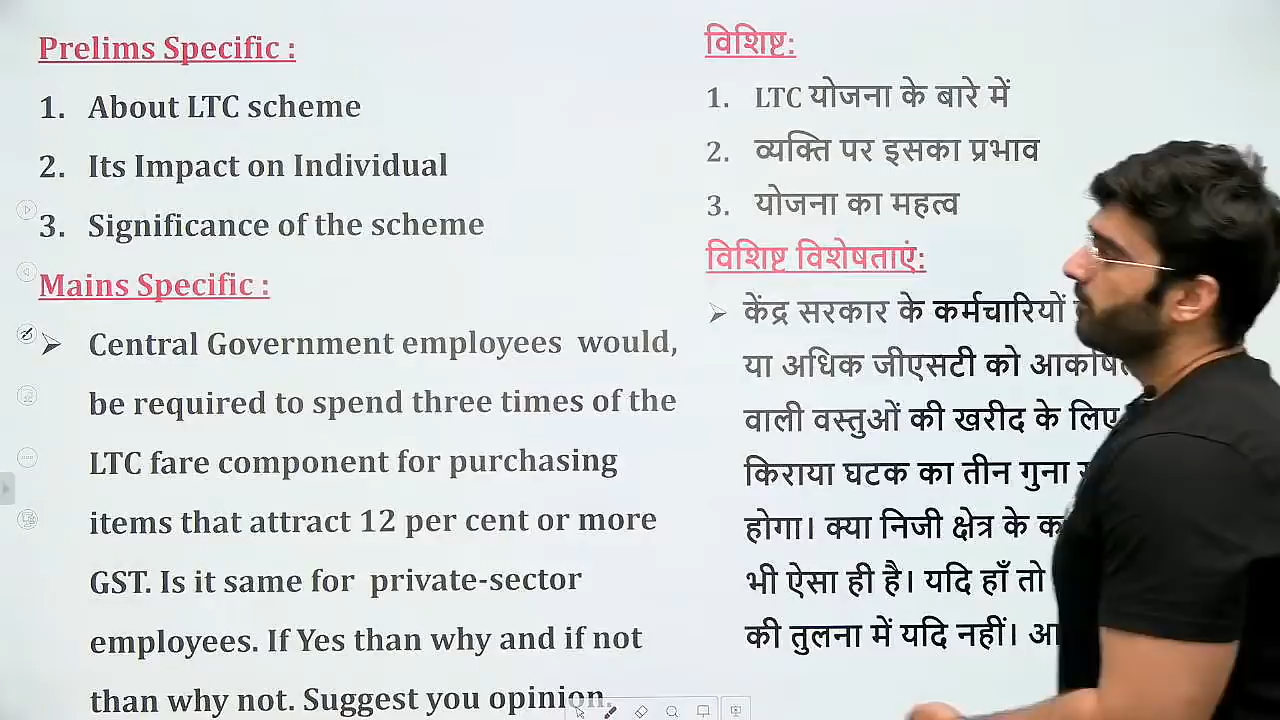 Prelims Specific :
1. About LTC scheme
2. Its Impact on Individual
3. Significance of the scheme
Mains Specific :
➢ Central Government employees would,
be required to spend three times of the
LTC fare component for purchasing
items that attract 12 per cent or more
GST. Is it same for private-sector
employees. If Yes than why and if not
than why not. Suggest you opinion.
विशिष्ट:
1. LTC योजना के बारे में
2. व्यक्ति पर इसका प्रभाव
3. योजना का महत्व
विशिष्ट विशेषताएं:
➢ केंद्र सरकार के कर्मचारियों
या अधिक जीएसटी को
वाली वस्तुओं की खरीद के लिए
किराया घटक का तीन गुना
होगा। क्या निजी क्षेत्र के
भी ऐसा ही है। यदि हाँ तो
की तुलना में यदि नहीं।